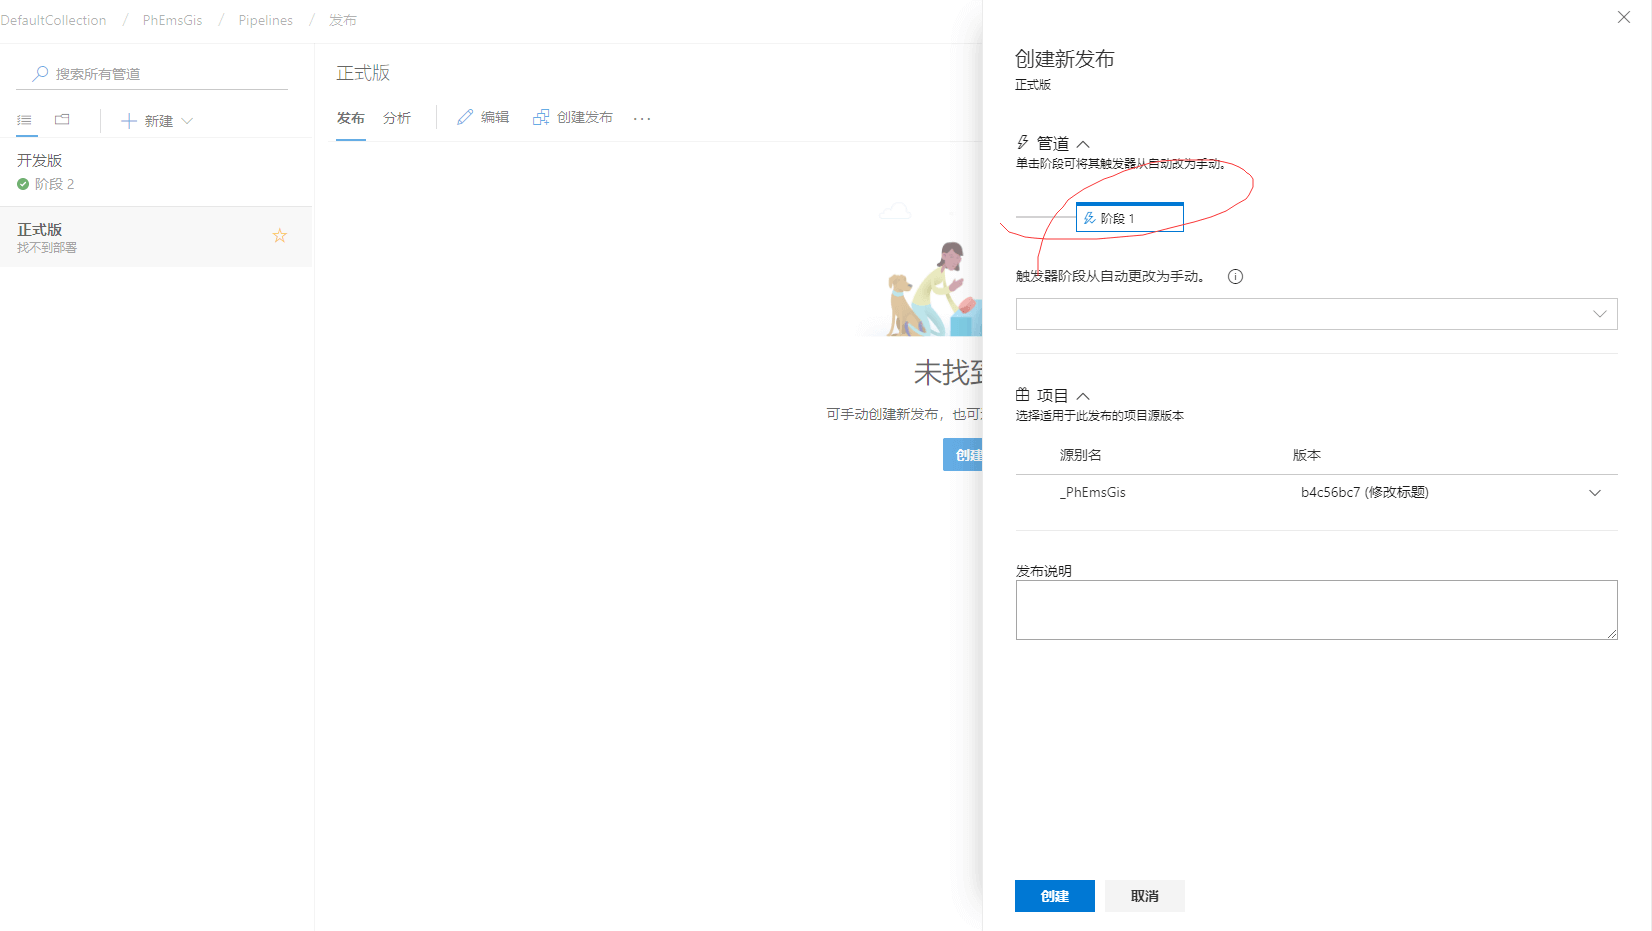 DefaultCollection / PhEmsGis / Pipelines / 发布
搜索所有管道
新建
开发版
阶段 2
正式版
找不到部署
正式版
发布 分析 编辑 创建发布 ...
未找到
可手动创建新发布，也可
创建
创建新发布
正式版
管道
单击阶段可将其触发器从自动改为手动。
阶段 1
触发器阶段从自动更改为手动。
项目
选择适用于此发布的项目源版本
源别名 版本
_PhEmsGis b4c56bc7 (修改标题)
发布说明
创建 取消